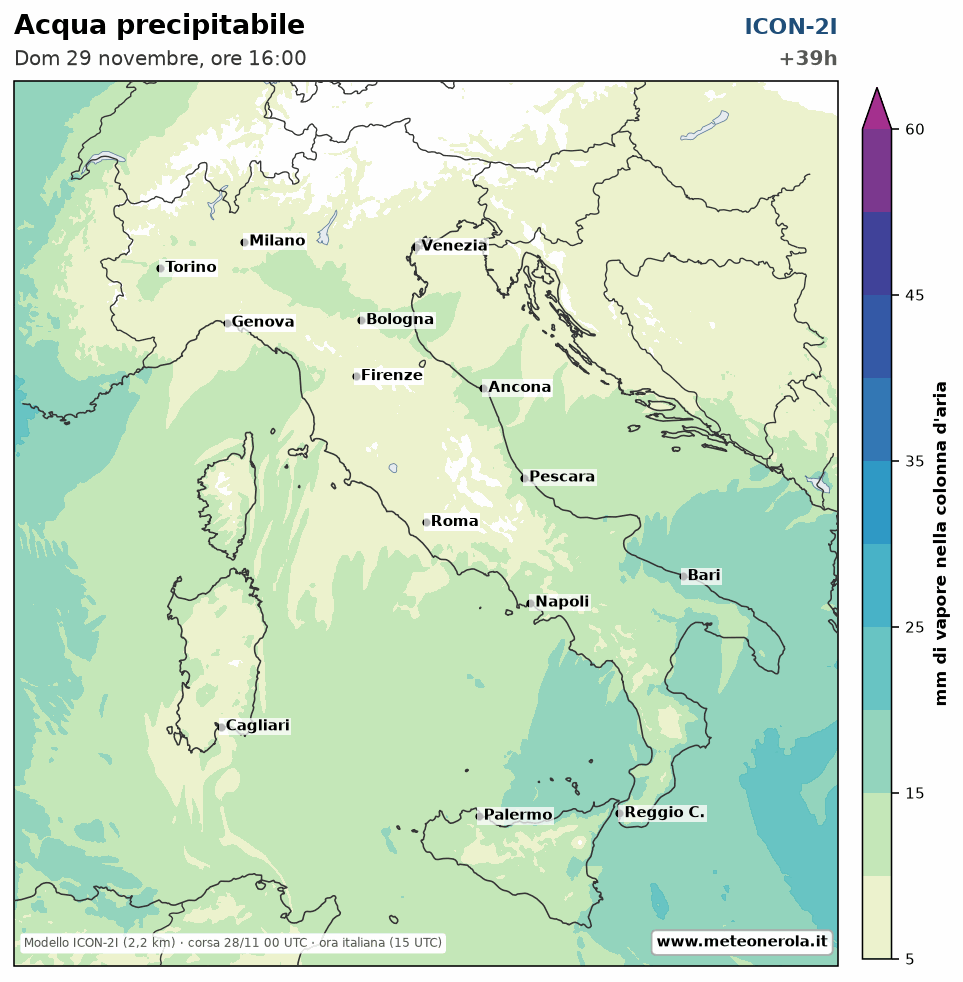 Acqua precipitabile
ICON-2I
Dom 29 novembre, ore 16:00
+39h
60
45
35
25
15
5
mm di vapore nella colonna d'aria
Milano
Venezia
Torino
Genova
Bologna
Firenze
Ancona
Pescara
Roma
Bari
Napoli
Cagliari
Palermo
Reggio C.
Modello ICON-2I (2,2 km) · corsa 28/11 00 UTC · ora italiana (15 UTC)
www.meteonerola.it